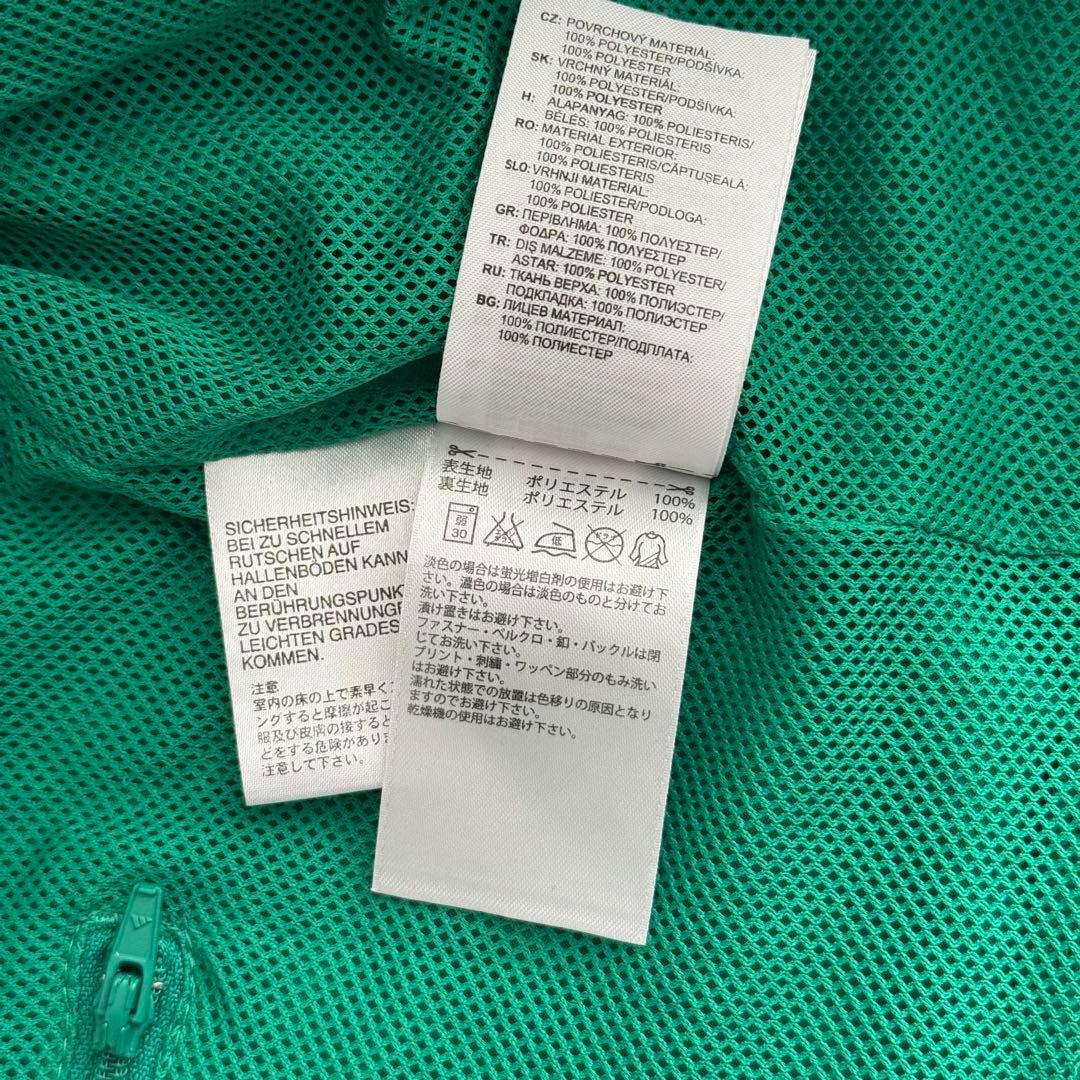 CZ: POVRCHOVÝ MATERIÁL:
100% POLYESTER/PODŠÍVKA:
100% POLYESTER
SK: VRCHNÝ MATERIÁL:
100% POLYESTER/PODŠÍVKA:
100% POLYESTER
H: ALAPANYAG: 100% POLIESTERIS/
BÉLÉS: 100% POLIESTERIS
RO: MATERIAL EXTERIOR:
100% POLIESTERIS/CĂPTUŞEALĂ:
100% POLIESTERIS
SLO: VRHNJI MATERIAL:
100% POLIESTER/PODLOGA:
100% POLIESTER
GR: ΠΕΡΙΒΛΗΜΑ: 100% ΠΟΛΥΕΣΤΕΡ/
ΦΟΔΡΑ: 100% ΠΟΛΥΕΣΤΕΡ
TR: DIŞ MALZEME: 100% POLYESTER/
ASTAR: 100% POLYESTER
RU: ТКАНЬ ВЕРХА: 100% ПОЛИЭСТЕР/
ПОДКЛАДКА: 100% ПОЛИЭСТЕР
BG: ЛИЦЕВ МАТЕРИАЛ:
100% ПОЛИЕСТЕР/ПОДПЛАТА:
100% ПОЛИЕСТЕР
表生地 ポリエステル 100%
裏生地 ポリエステル 100%
弱 30 低 ドライ
淡色の場合は蛍光増白剤の使用はお避け下
さい。濃色の場合は淡色のものと分けてお
洗い下さい。
漬け置きはお避け下さい。
ファスナー・ベルクロ・釦・バックルは閉
じてお洗い下さい。
プリント・刺繍・ワッペン部分のもみ洗い
はお避け下さい。
濡れた状態での放置は色移りの原因となり
ますのでお避け下さい。
乾燥機の使用はお避け下さい。
SICHERHEITSHINWEIS:
BEI ZU SCHNELLEM
RUTSCHEN AUF
HALLENBÖDEN KANN
AN DEN
BERÜHRUNGSPUNK
ZU VERBRENNUNG
LEICHTEN GRADES
KOMMEN.
注意
室内の床の上で素早く
ングすると摩擦が起こ
服及び皮膚の接すると
どをする危険があり
注意して下さい。